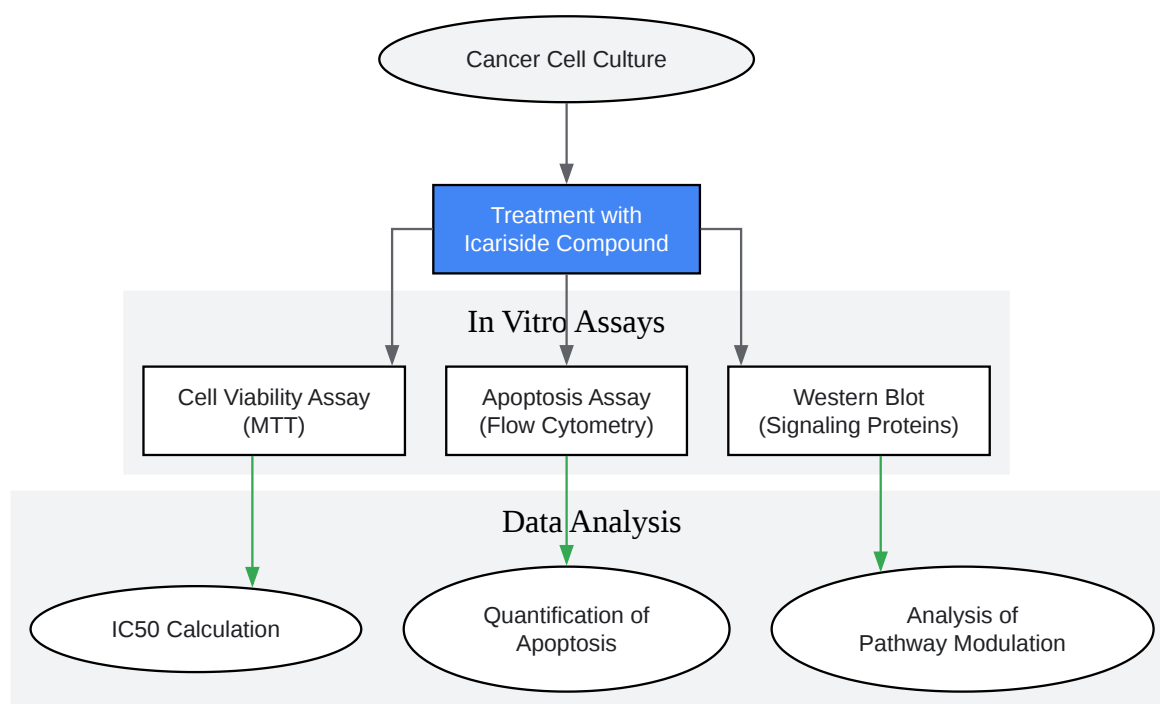 Cancer Cell Culture
Treatment with
Icariside Compound
In Vitro Assays
Cell Viability Assay
(MTT)
Apoptosis Assay
(Flow Cytometry)
Western Blot
(Signaling Proteins)
Data Analysis
IC50 Calculation
Quantification of
Apoptosis
Analysis of
Pathway Modulation